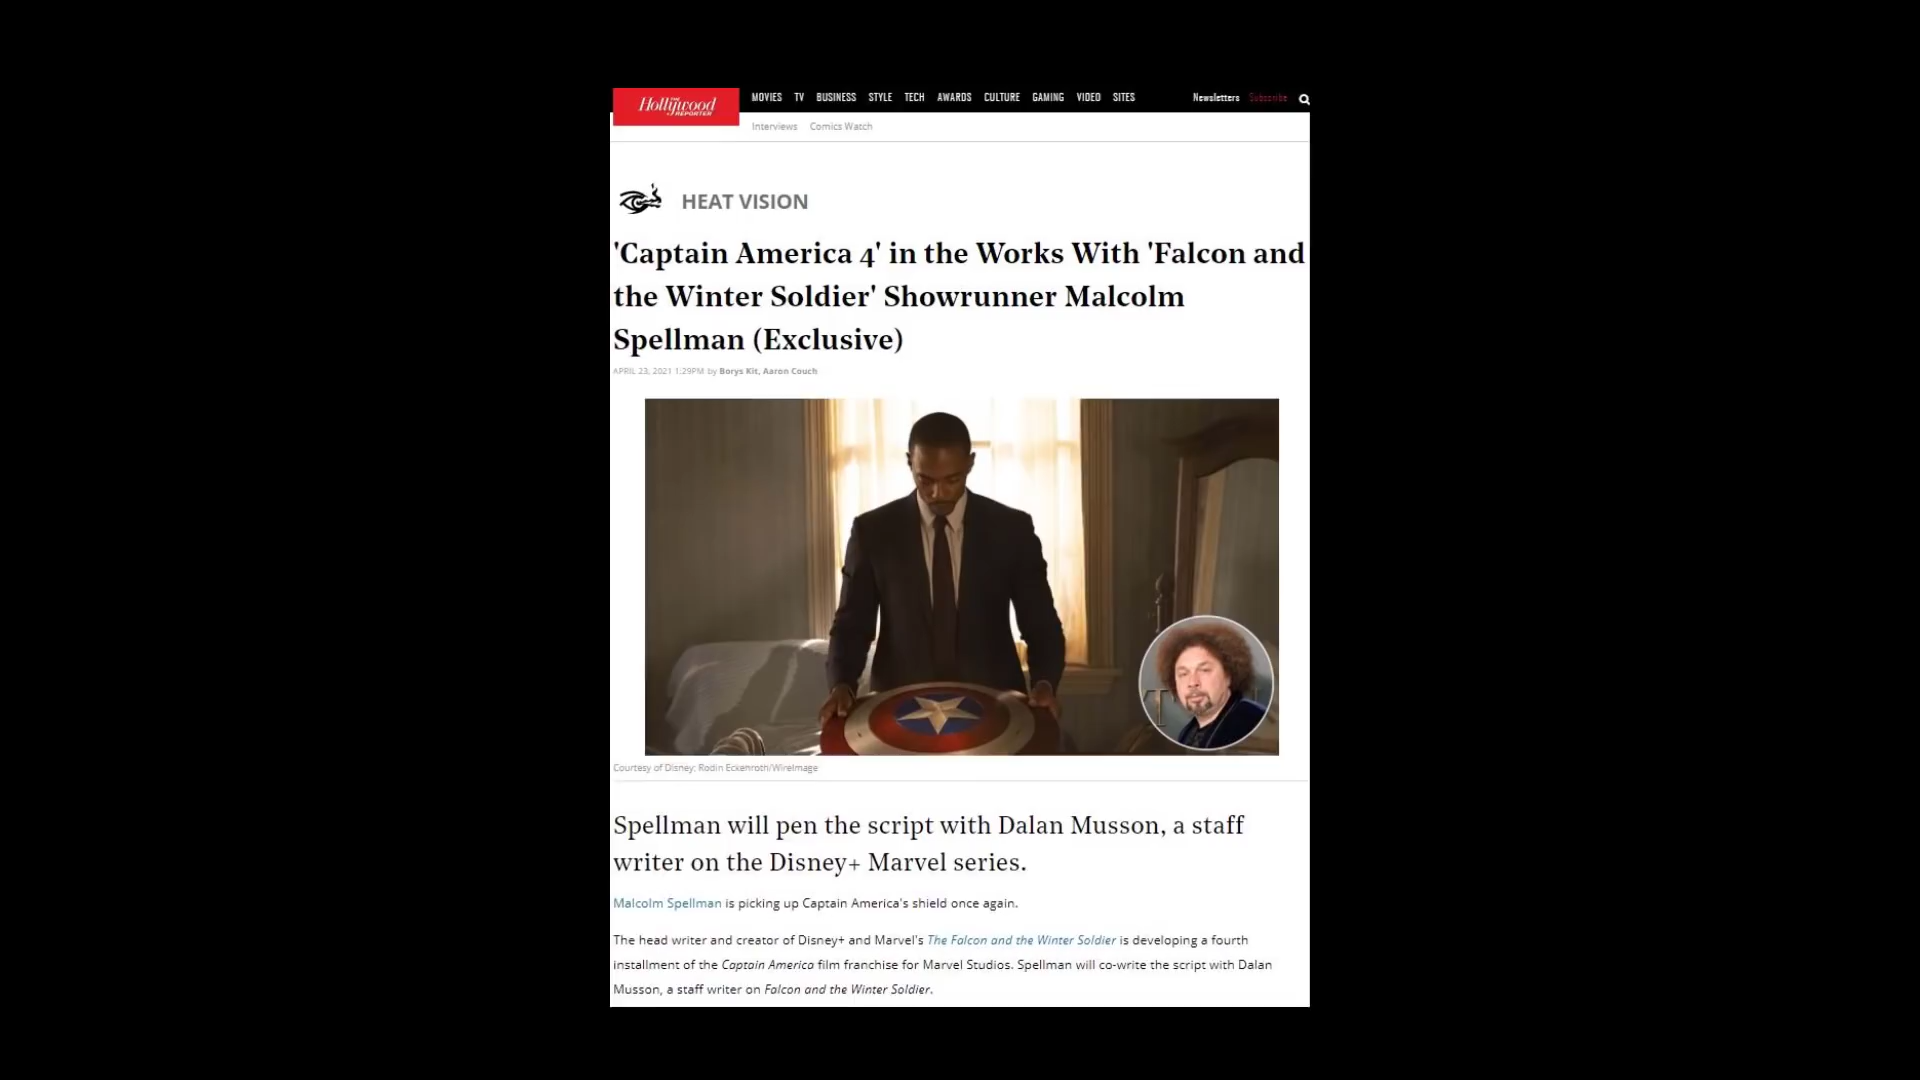 THE
Hollywood
REPORTER
MOVIES TV BUSINESS STYLE TECH AWARDS CULTURE GAMING VIDEO SITES
Newsletters Subscribe
Interviews Comics Watch
HEAT VISION
'Captain America 4' in the Works With 'Falcon and
the Winter Soldier' Showrunner Malcolm
Spellman (Exclusive)
APRIL 23, 2021 1:29PM by Borys Kit, Aaron Couch
Courtesy of Disney; Rodin Eckenroth/WireImage
Spellman will pen the script with Dalan Musson, a staff
writer on the Disney+ Marvel series.
Malcolm Spellman is picking up Captain America's shield once again.
The head writer and creator of Disney+ and Marvel's The Falcon and the Winter Soldier is developing a fourth
installment of the Captain America film franchise for Marvel Studios. Spellman will co-write the script with Dalan
Musson, a staff writer on Falcon and the Winter Soldier.